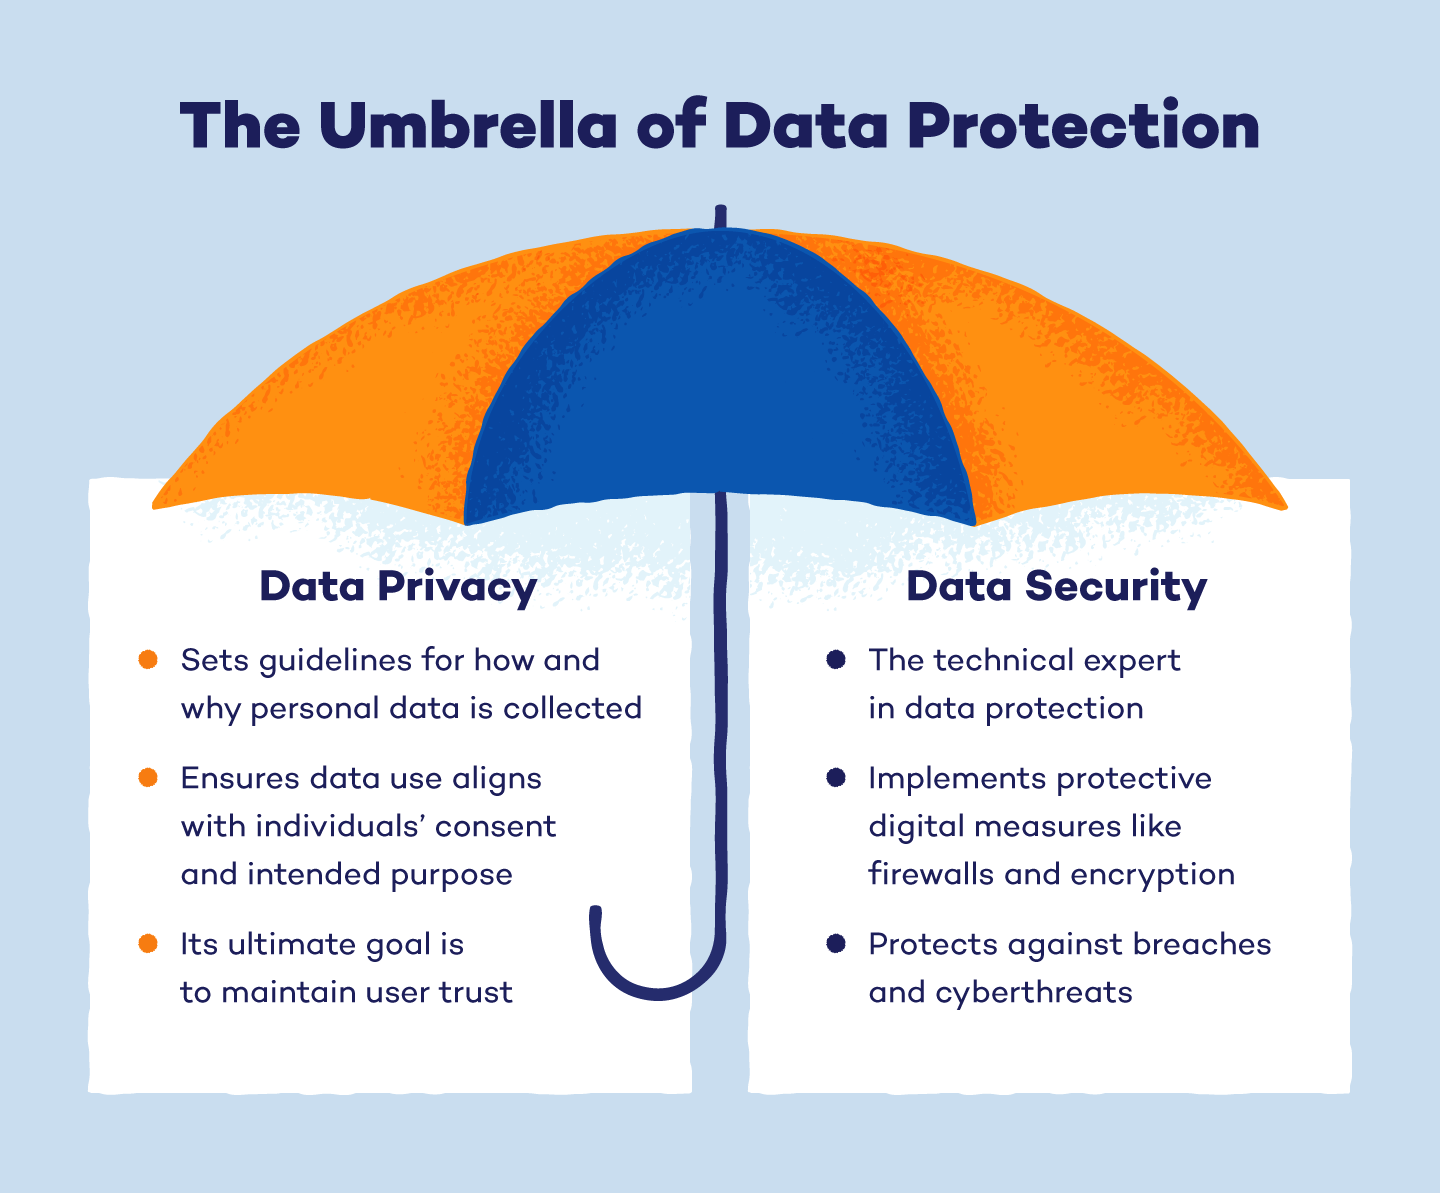 The Umbrella of Data Protection
Data Privacy
Sets guidelines for how and
why personal data is collected
Ensures data use aligns
with individuals’ consent
and intended purpose
Its ultimate goal is
to maintain user trust
Data Security
The technical expert
in data protection
Implements protective
digital measures like
firewalls and encryption
Protects against breaches
and cyberthreats